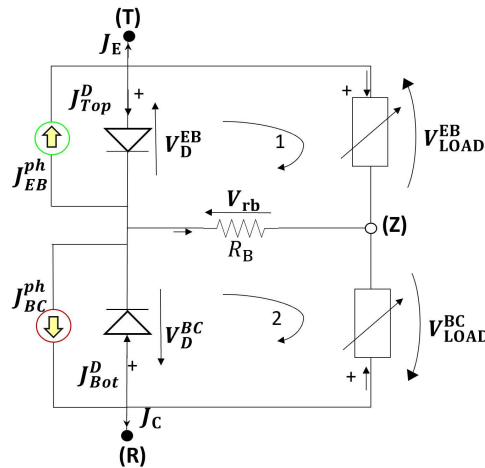 (T)
J_E
J^D_Top
+
+
V^EB_D
1
V^EB_LOAD
J^ph_EB
V_rb
(Z)
R_B
J^ph_BC
V^BC_D
2
V^BC_LOAD
J^D_Bot
+
+
J_C
(R)